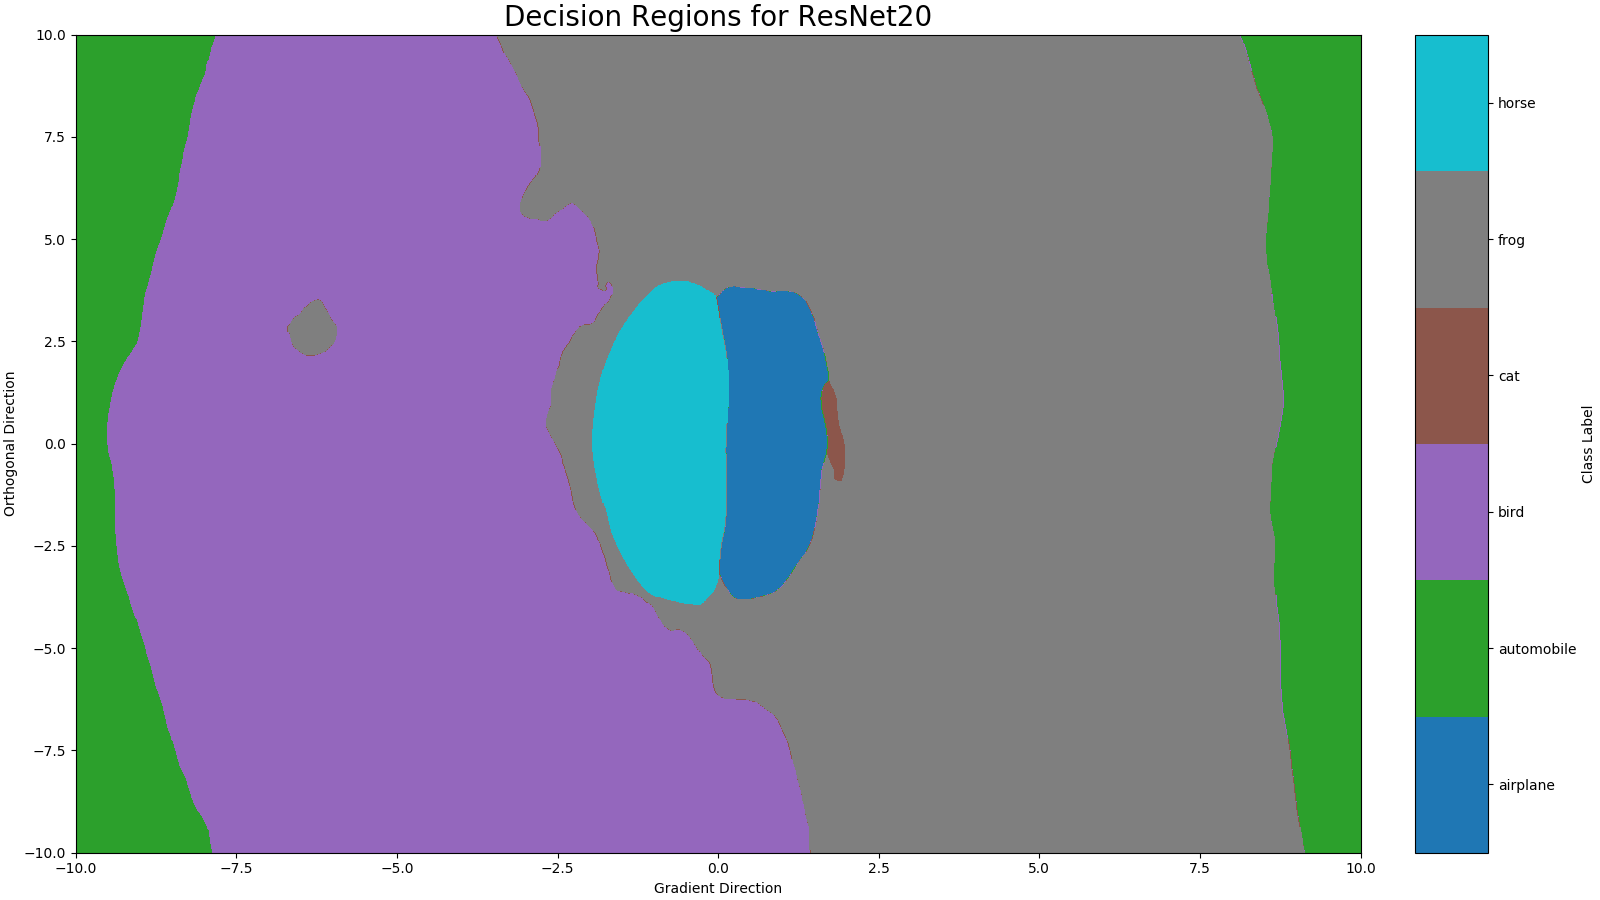 Decision Regions for ResNet20
10.0
7.5
5.0
2.5
0.0
−2.5
−5.0
−7.5
−10.0
Orthogonal Direction
−10.0 −7.5 −5.0 −2.5 0.0 2.5 5.0 7.5 10.0
Gradient Direction
horse
frog
cat
bird
automobile
airplane
Class Label